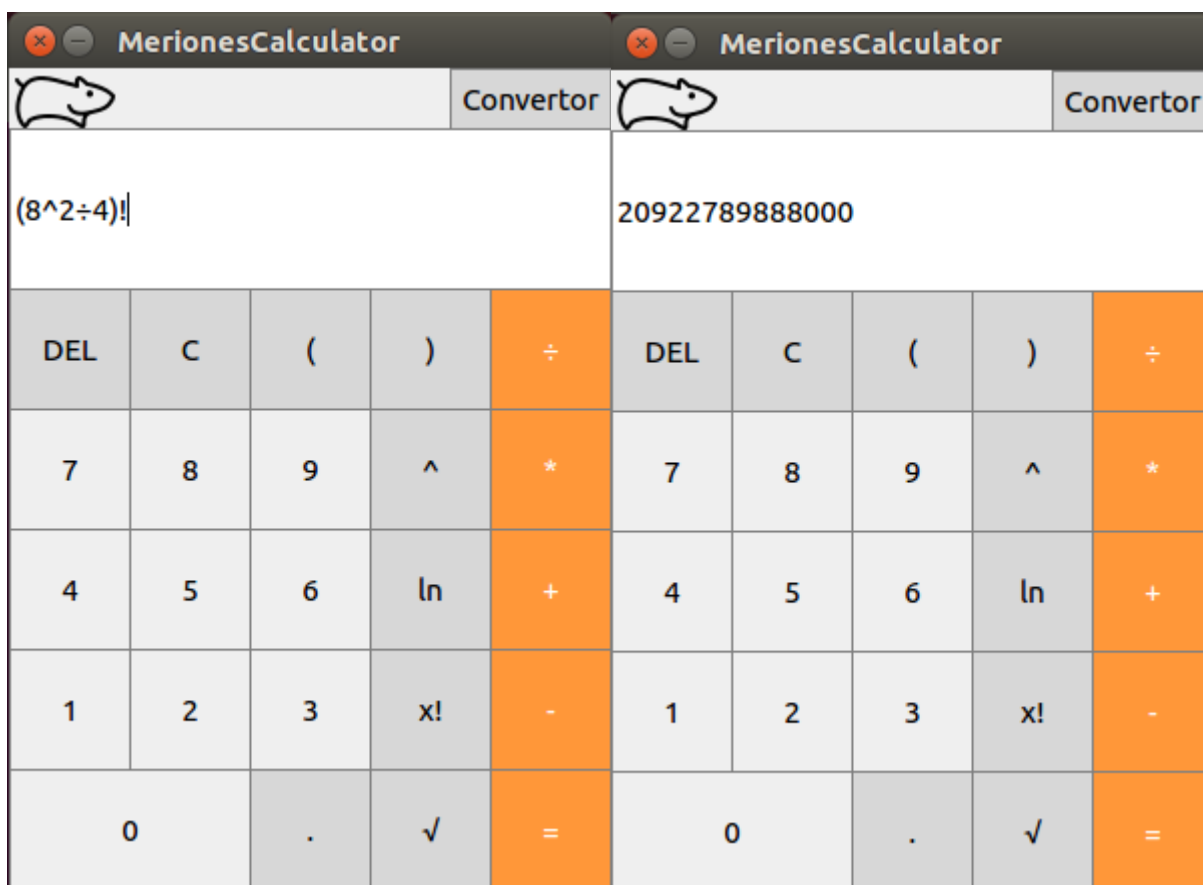 MerionesCalculator
Convertor
(8^2÷4)!
DEL C ( ) ÷
7 8 9 ^ *
4 5 6 ln +
1 2 3 x! -
0 . √ =
MerionesCalculator
Convertor
20922789888000
DEL C ( ) ÷
7 8 9 ^ *
4 5 6 ln +
1 2 3 x! -
0 . √ =